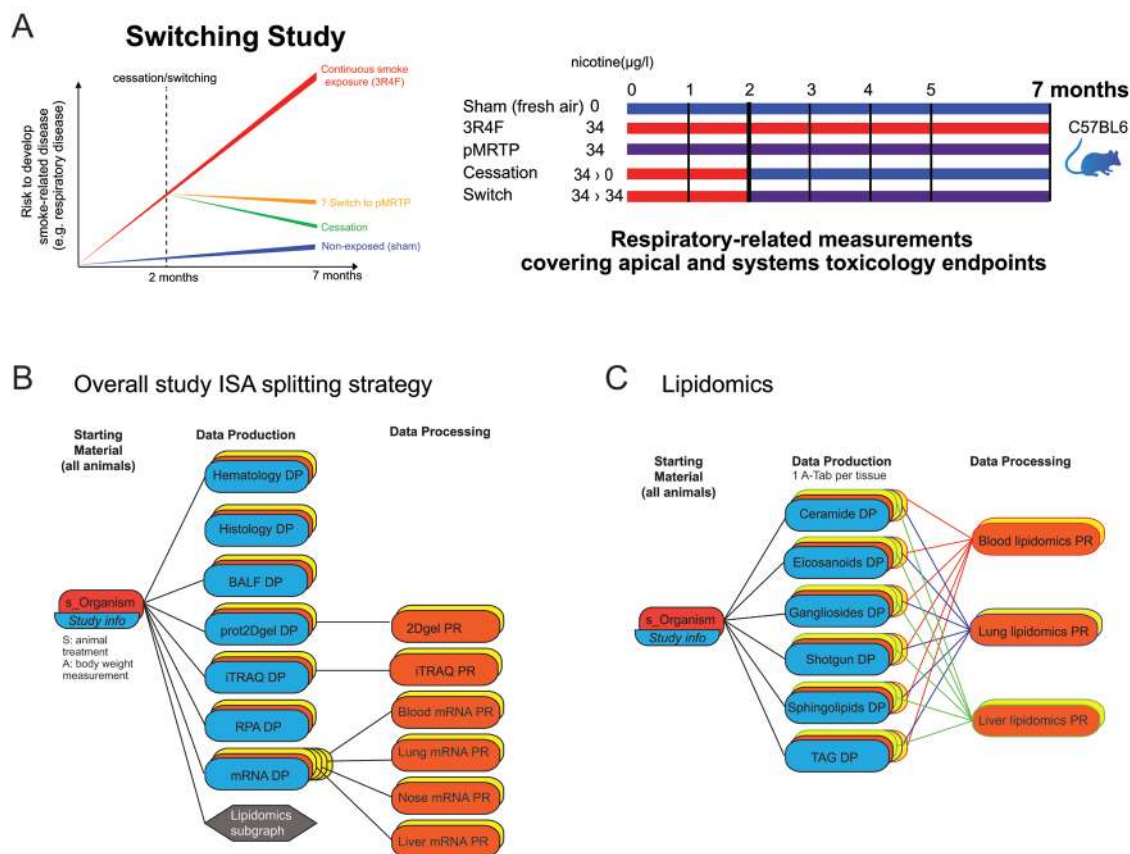 A
Switching Study
cessation/switching
Continuous smoke
exposure (3R4F)
Risk to develop
smoke-related disease
(e.g. respiratory disease)
? Switch to pMRTP
Cessation
Non-exposed (sham)
2 months
7 months
nicotine(µg/l)
0 1 2 3 4 5 7 months
Sham (fresh air) 0
3R4F 34
pMRTP 34
Cessation 34 › 0
Switch 34 › 34
C57BL6
Respiratory-related measurements
covering apical and systems toxicology endpoints
B Overall study ISA splitting strategy
Starting
Material
(all animals)
Data Production
Data Processing
Hematology DP
Histology DP
BALF DP
s_Organism
Study info
S: animal
treatment
A: body weight
measurement
prot2Dgel DP
2Dgel PR
iTRAQ DP
iTRAQ PR
RPA DP
Blood mRNA PR
mRNA DP
Lung mRNA PR
Nose mRNA PR
Lipidomics
subgraph
Liver mRNA PR
C Lipidomics
Starting
Material
(all animals)
Data Production
1 A-Tab per tissue
Data Processing
Ceramide DP
Eicosanoids DP
Gangliosides DP
Shotgun DP
Sphingolipids DP
TAG DP
s_Organism
Study info
Blood lipidomics PR
Lung lipidomics PR
Liver lipidomics PR